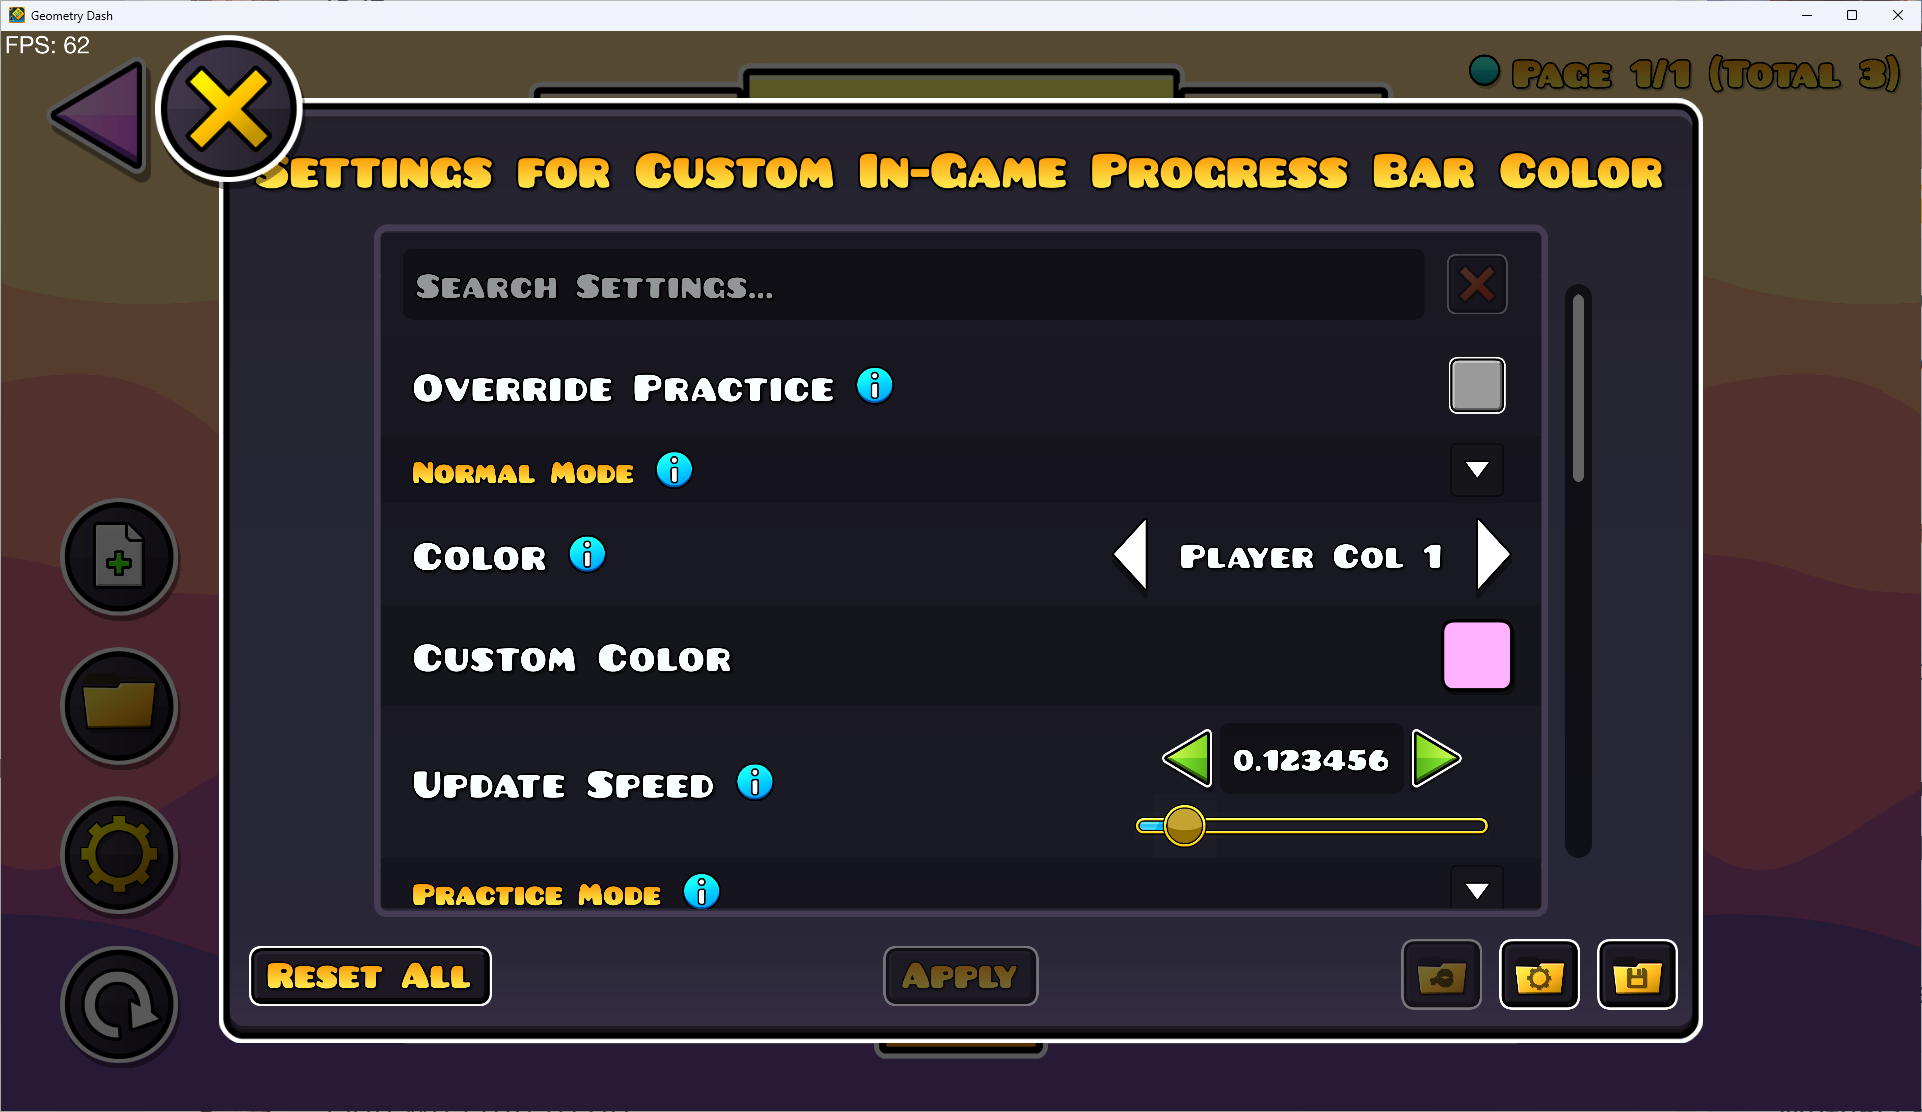 Geometry Dash
FPS: 62
Page 1/1 (Total 3)
Settings for Custom In-Game Progress Bar Color
Search Settings...
Override Practice
Normal Mode
Color
Player Col 1
Custom Color
Update Speed
0.123456
Practice Mode
Reset All
Apply